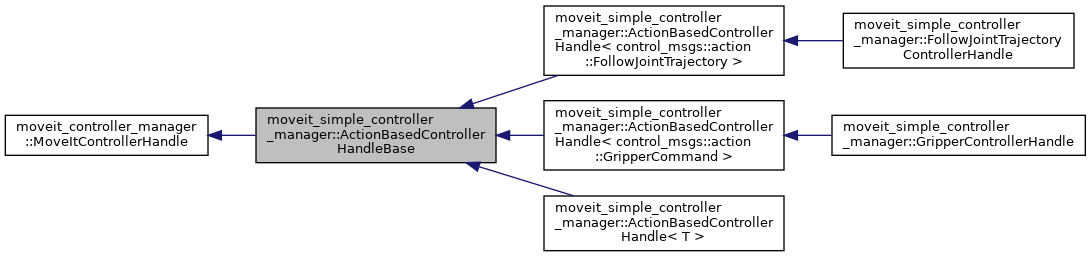 moveit_controller_manager
::MoveItControllerHandle
moveit_simple_controller
_manager::ActionBasedController
HandleBase
moveit_simple_controller
_manager::ActionBasedController
Handle< control_msgs::action
::FollowJointTrajectory >
moveit_simple_controller
_manager::FollowJointTrajectory
ControllerHandle
moveit_simple_controller
_manager::ActionBasedController
Handle< control_msgs::action
::GripperCommand >
moveit_simple_controller
_manager::GripperControllerHandle
moveit_simple_controller
_manager::ActionBasedController
Handle< T >